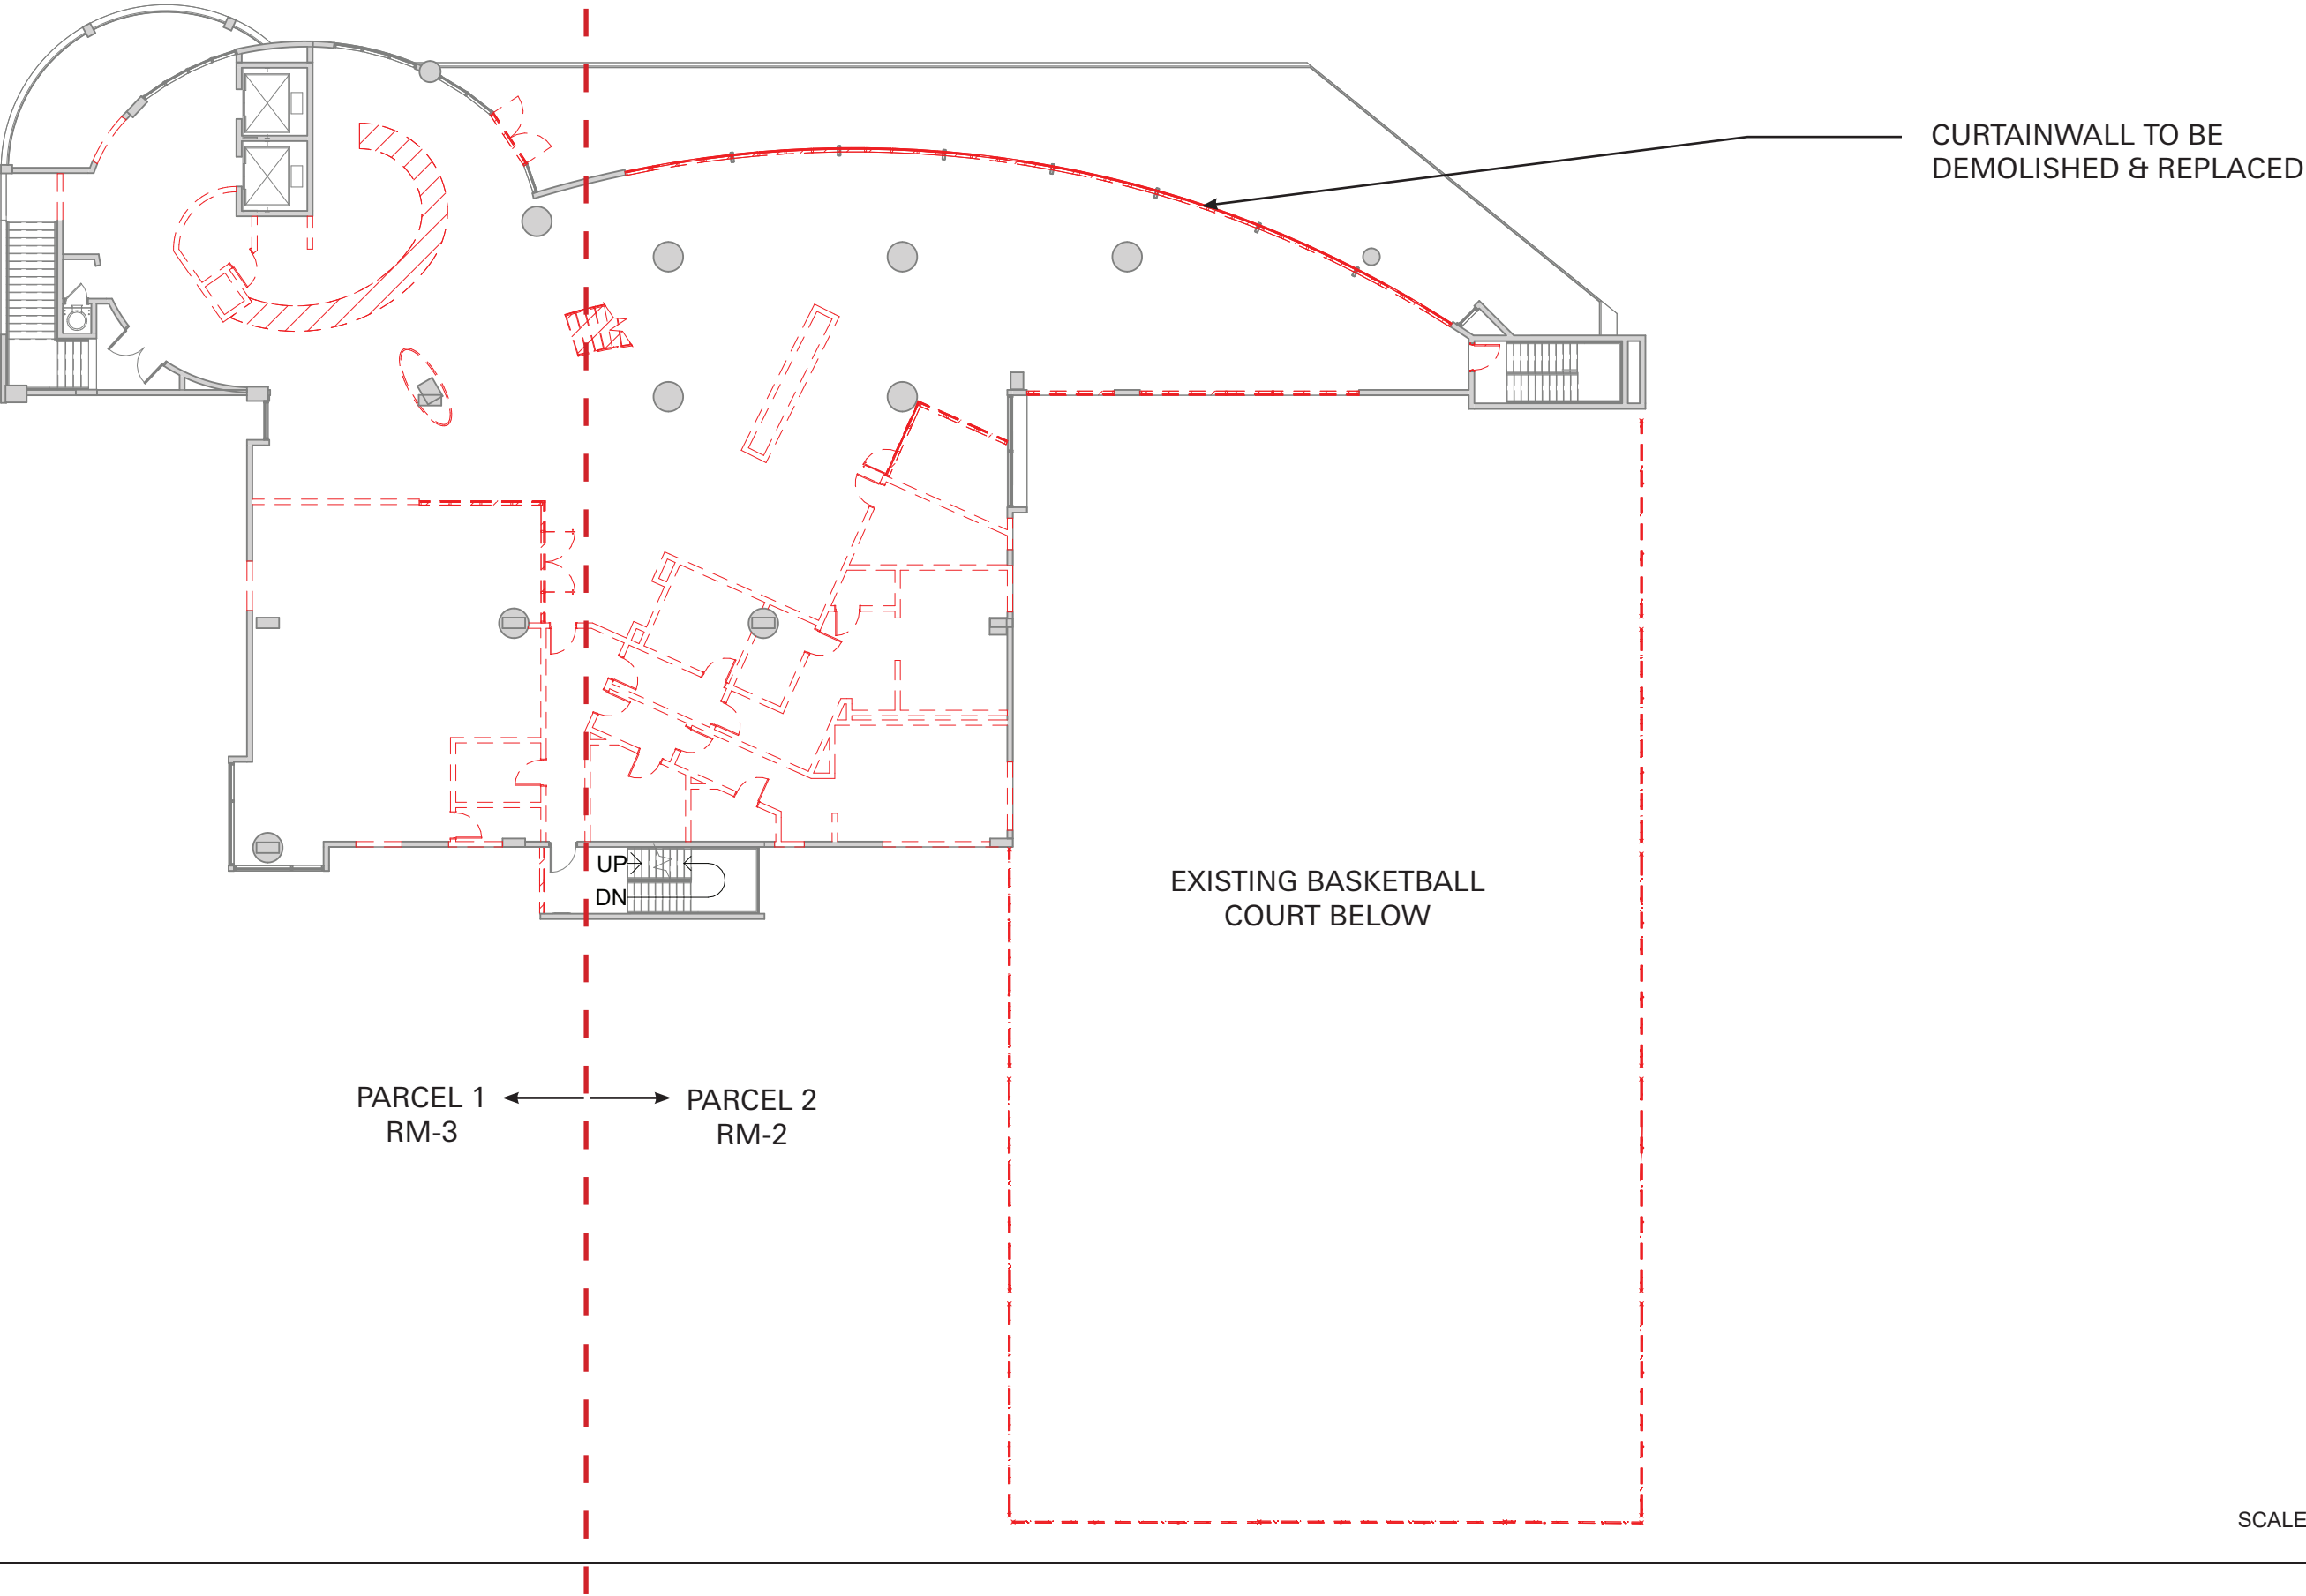 CURTAINWALL TO BE
DEMOLISHED & REPLACED
UP
DN
EXISTING BASKETBALL
COURT BELOW
PARCEL 1
RM-3
PARCEL 2
RM-2
SCALE